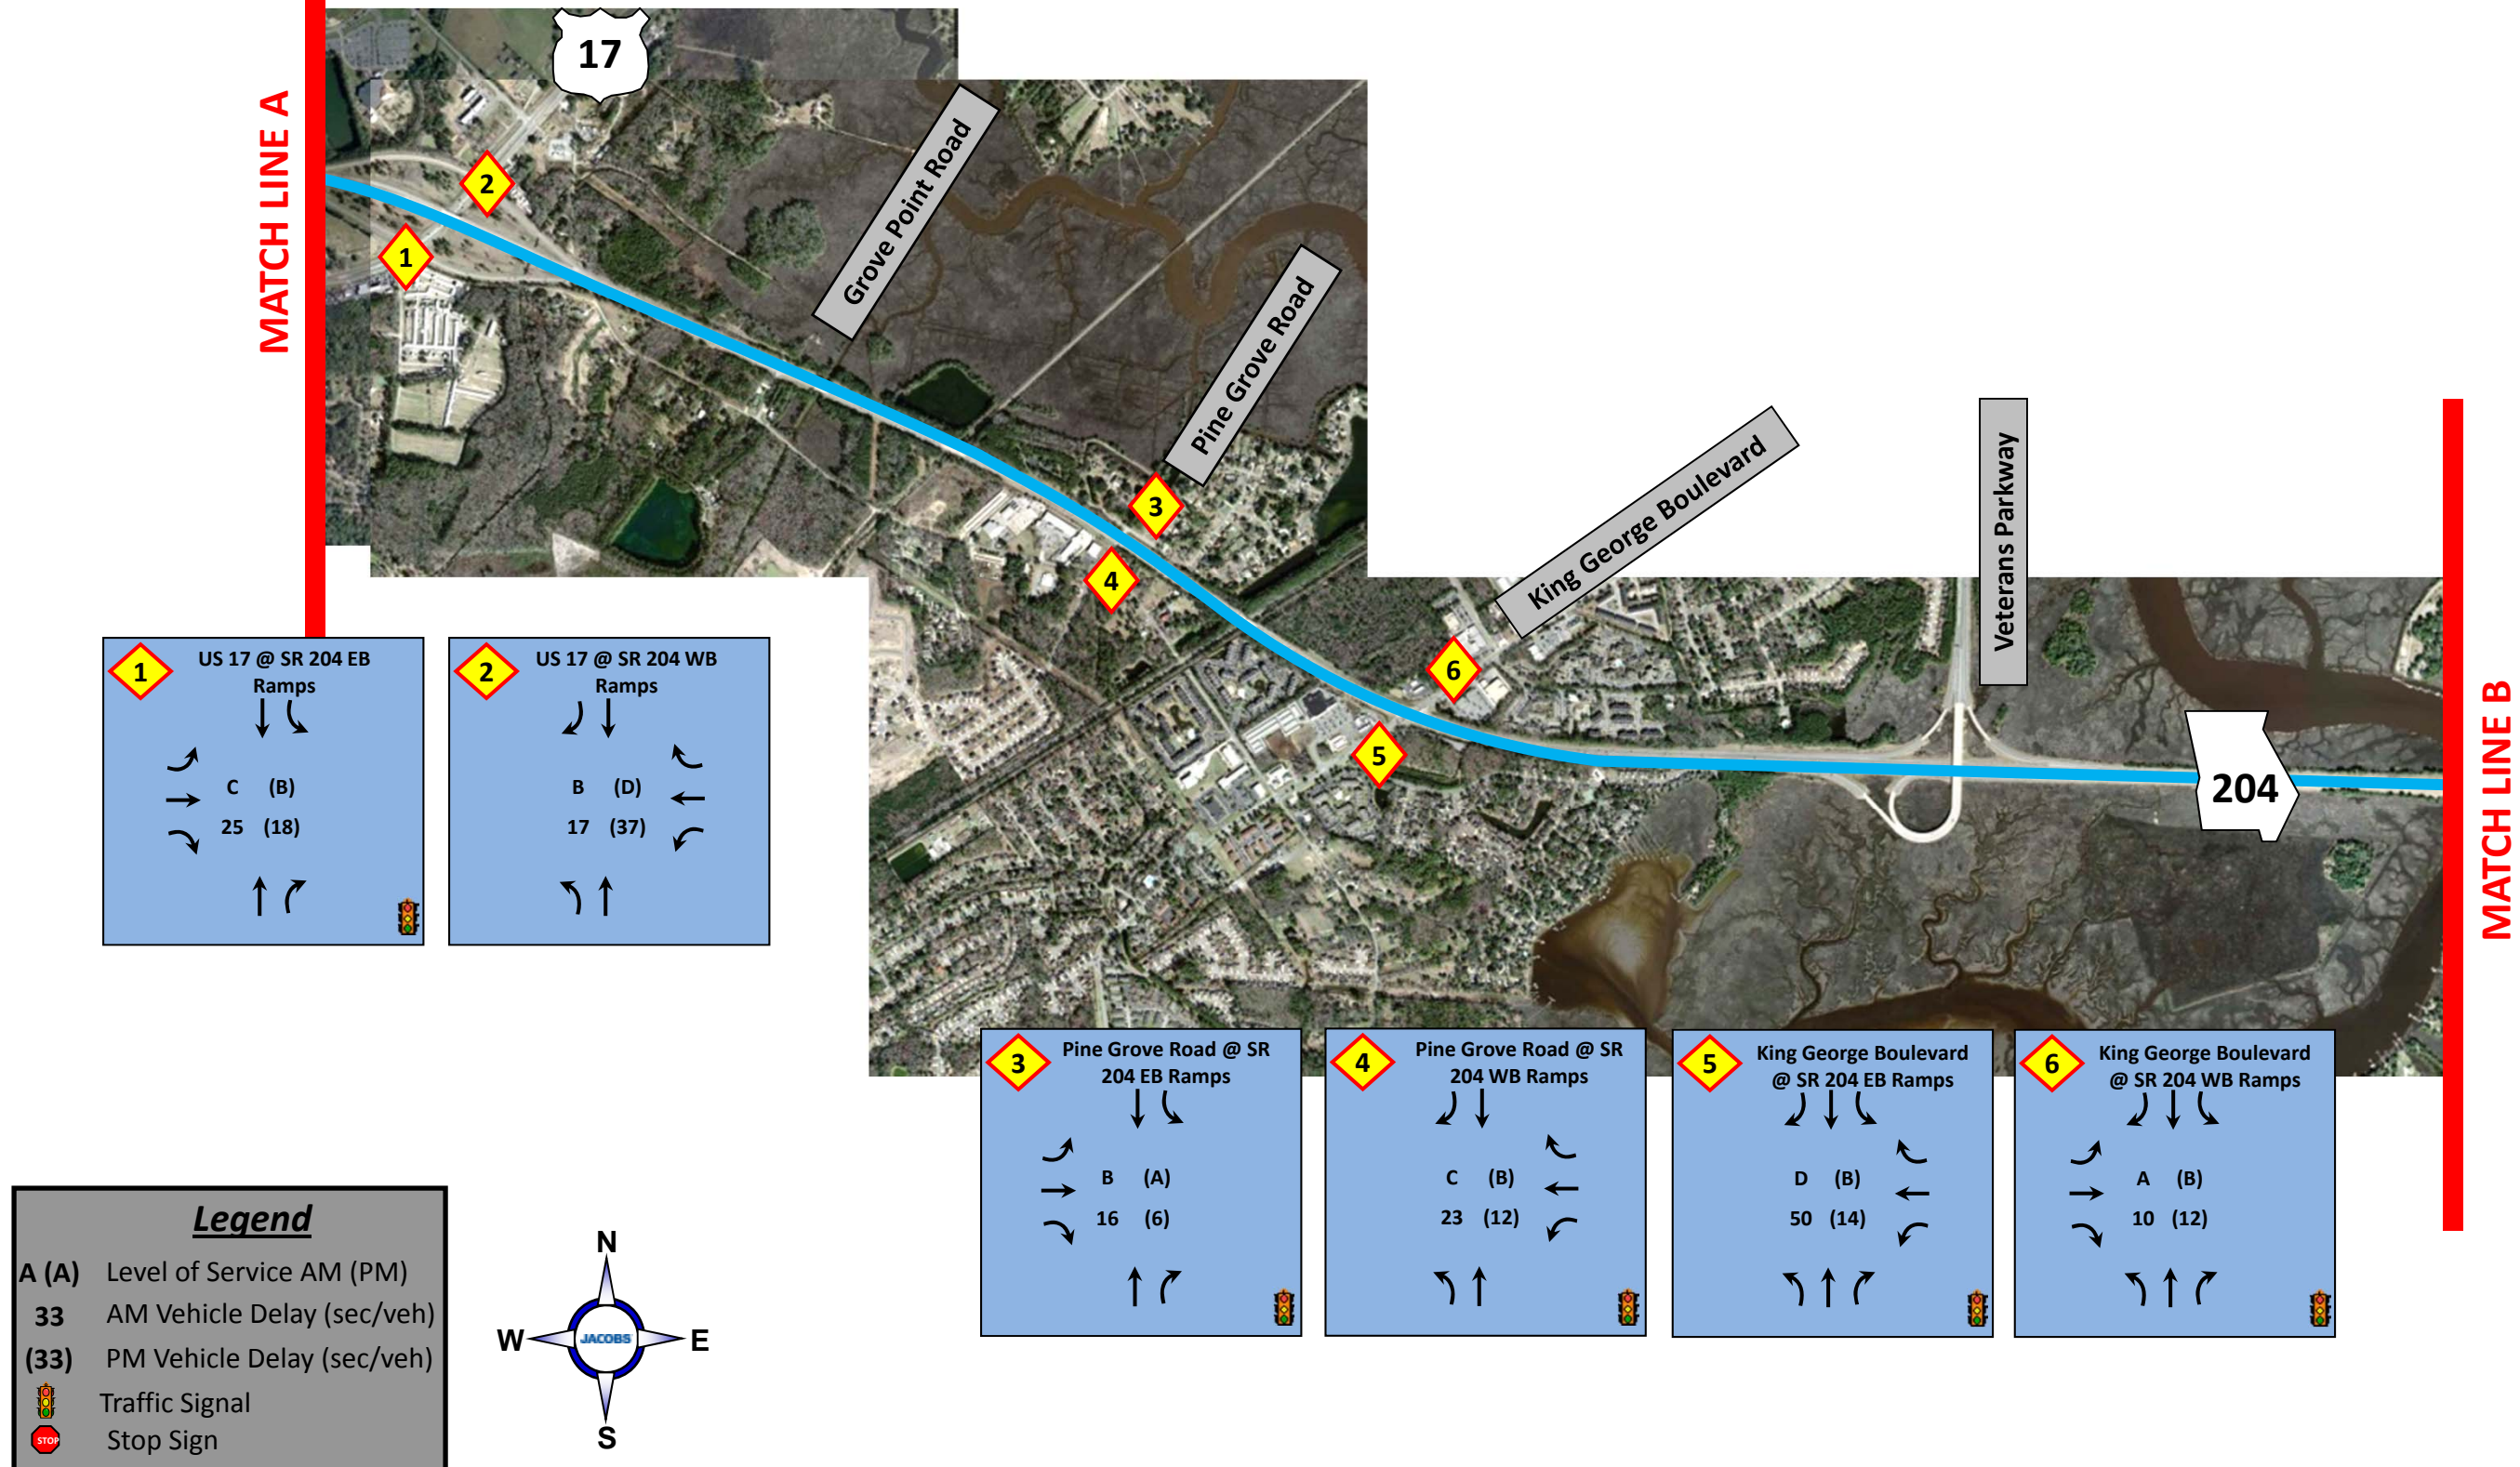 17
MATCH LINE A
2
1
Grove Point Road
Pine Grove Road
3
4
King George Boulevard
Veterans Parkway
6
5
204
MATCH LINE B
1
US 17 @ SR 204 EB
Ramps
C (B)
25 (18)
2
US 17 @ SR 204 WB
Ramps
B (D)
17 (37)
3
Pine Grove Road @ SR
204 EB Ramps
B (A)
16 (6)
4
Pine Grove Road @ SR
204 WB Ramps
C (B)
23 (12)
5
King George Boulevard
@ SR 204 EB Ramps
D (B)
50 (14)
6
King George Boulevard
@ SR 204 WB Ramps
A (B)
10 (12)
Legend
A (A) Level of Service AM (PM)
33 AM Vehicle Delay (sec/veh)
(33) PM Vehicle Delay (sec/veh)
Traffic Signal
STOP Stop Sign
N
W JACOBS E
S